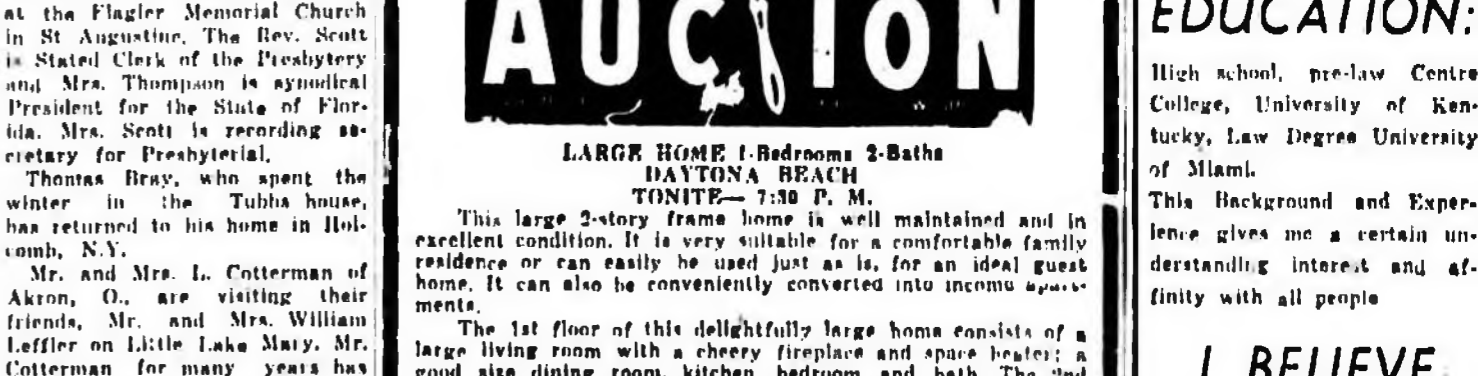 at the Flagler Memorial Church
in St Augustine. The Rev. Scott
is Stated Clerk of the Presbytery
and Mrs. Thompson is synodical
President for the State of Flor-
ida. Mrs. Scott is recording se-
cretary for Presbyterial.
Thomas Bray, who spent the
winter in the Tubbs house,
has returned to his home in Hol-
comb, N.Y.
Mr. and Mrs. L. Cotterman of
Akron, O., are visiting their
friends, Mr. and Mrs. William
Leffler on Little Lake Mary. Mr.
Cotterman for many years has
AUCTION
LARGE HOME -Bedrooms 2-Baths
DAYTONA BEACH
TONITE— 7:30 P. M.
This large 2-story frame home is well maintained and in
excellent condition. It is very suitable for a comfortable family
residence or can easily be used just as is, for an ideal guest
home. It can also be conveniently converted into income apart-
ments.
The 1st floor of this delightfully large home consists of a
large living room with a cheery fireplace and space heater; a
good size dining room, kitchen, bedroom and bath. The 2nd
EDUCATION:
High school, pre-law Centre
College, University of Ken-
tucky, Law Degree University
of Miami.
This Background and Exper-
ience gives me a certain un-
derstanding interest and af-
finity with all people
I BELIEVE